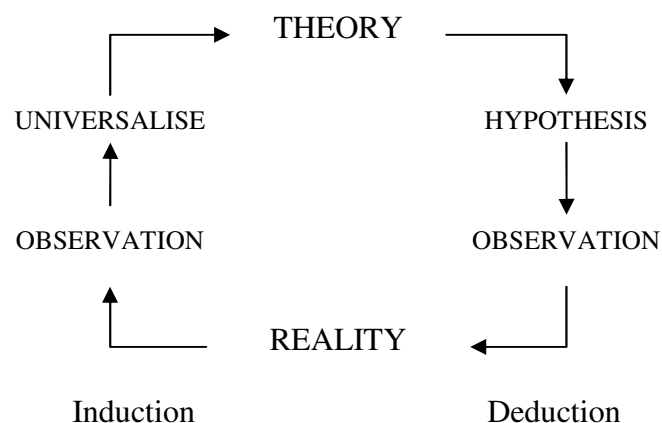 THEORY
UNIVERSALISE HYPOTHESIS
OBSERVATION OBSERVATION
REALITY
Induction Deduction